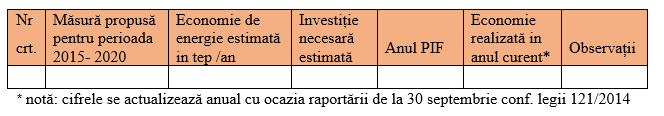 Nr crt.
Măsură propusă pentru perioada 2015- 2020
Economie de energie estimată in tep /an
Investiție necesară estimată
Anul PIF
Economie realizată in anul curent*
Observații
* notă: cifrele se actualizează anual cu ocazia raportării de la 30 septembrie conf. legii 121/2014